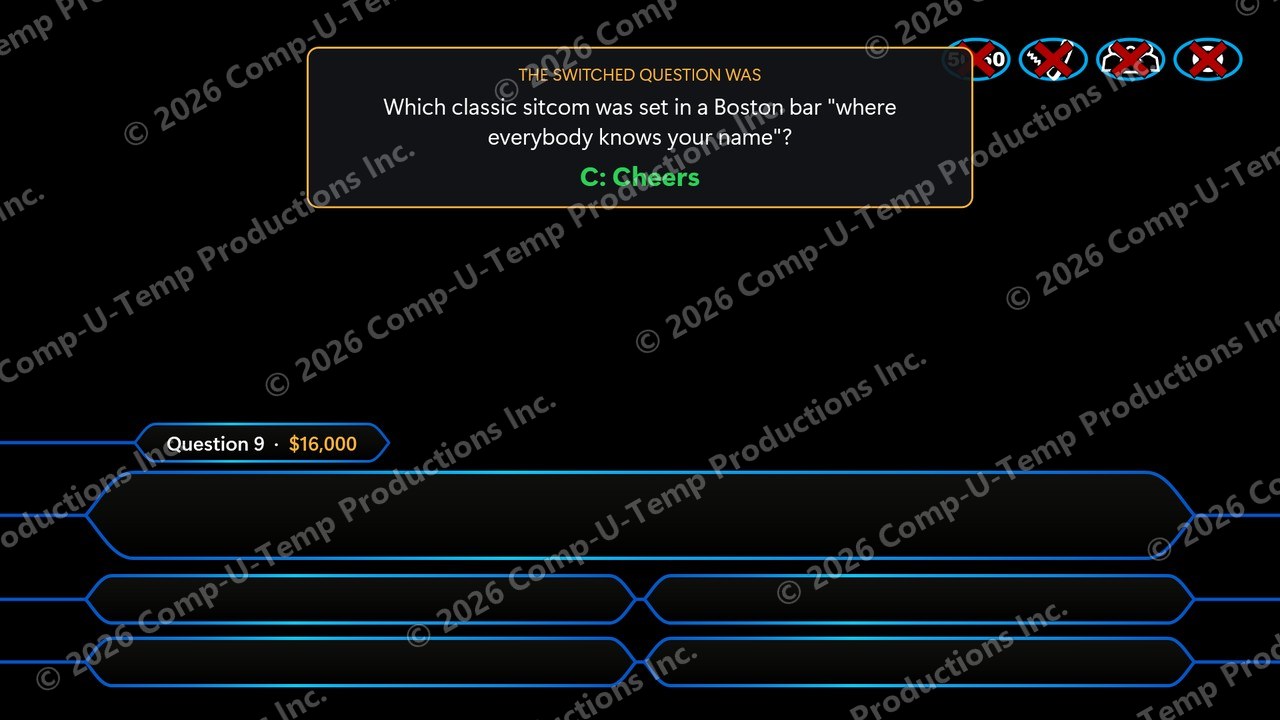 THE SWITCHED QUESTION WAS
Which classic sitcom was set in a Boston bar "where
everybody knows your name"?
C: Cheers
Question 9 · $16,000
© 2026 Comp-U-Temp Productions Inc.